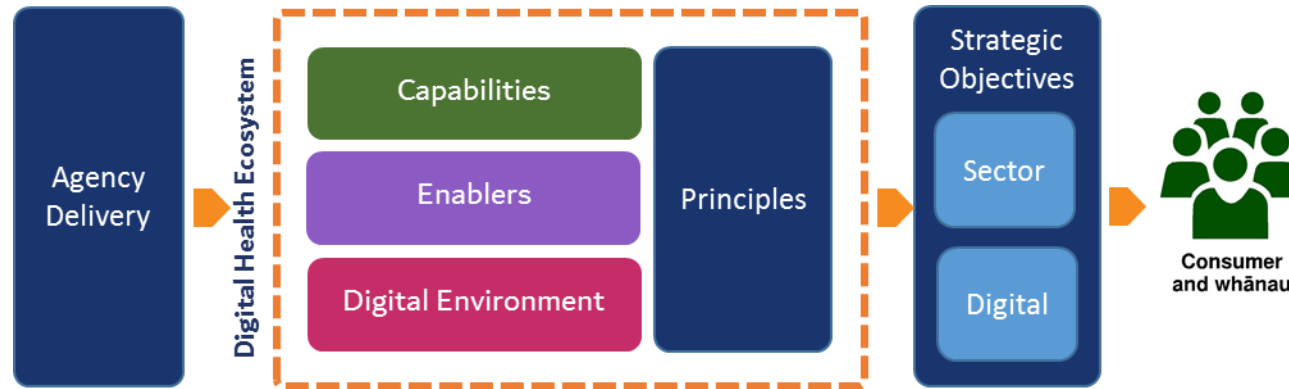 Agency
Delivery
Digital Health Ecosystem
Capabilities
Enablers
Digital Environment
Principles
Strategic
Objectives
Sector
Digital
Consumer
and whānau